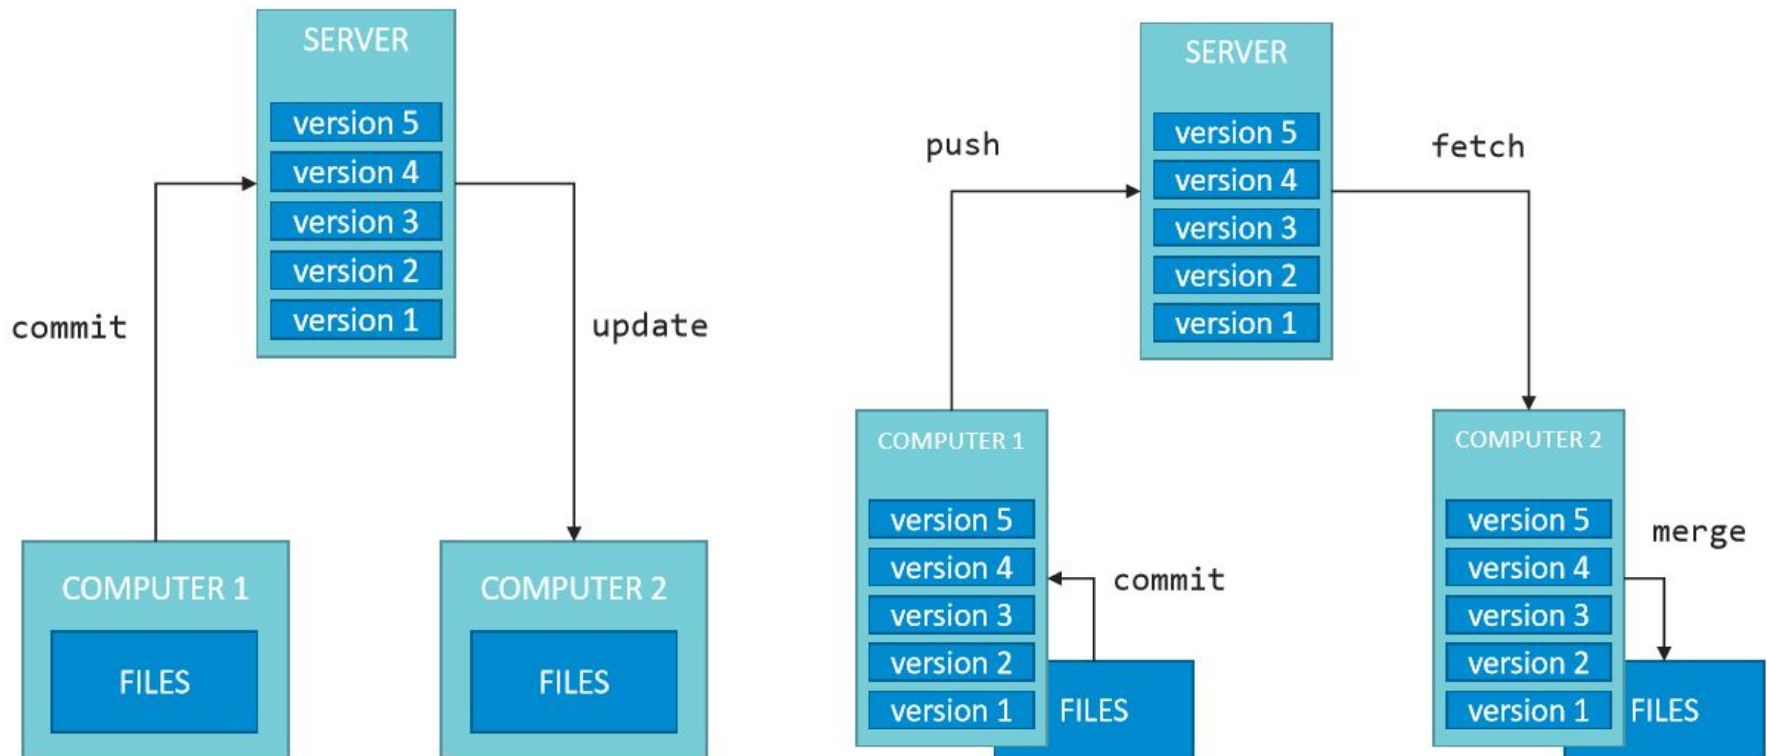 SERVER
version 5
version 4
version 3
version 2
version 1
commit
update
COMPUTER 1
FILES
COMPUTER 2
FILES
SERVER
version 5
version 4
version 3
version 2
version 1
push
fetch
COMPUTER 1
version 5
version 4
version 3
version 2
version 1
commit
FILES
COMPUTER 2
version 5
version 4
version 3
version 2
version 1
merge
FILES